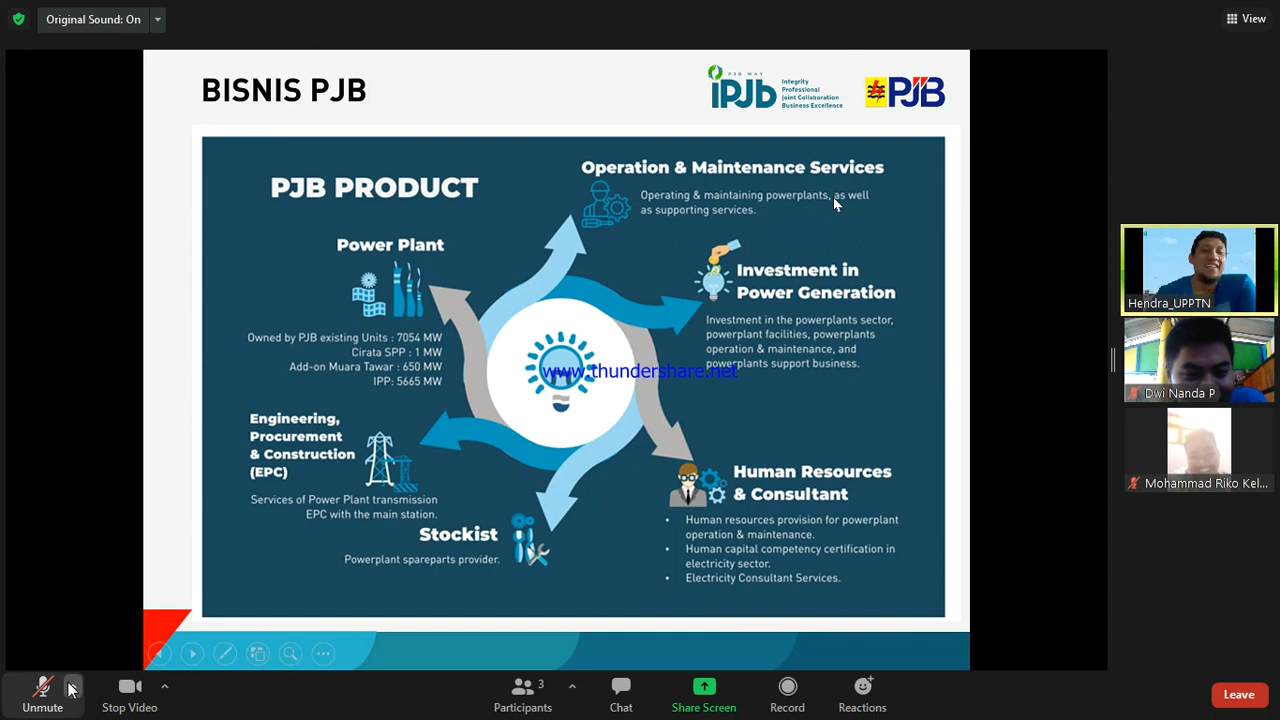 Original Sound: On
View
BISNIS PJB
PJB WAY
iPJb
Integrity
Professional
Joint Collaboration
Business Excellence
PJB
PJB PRODUCT
Operation & Maintenance Services
Operating & maintaining powerplants, as well
as supporting services.
Power Plant
Owned by PJB existing Units : 7054 MW
Cirata SPP : 1 MW
Add-on Muara Tawar : 650 MW
IPP: 5665 MW
Investment in
Power Generation
Investment in the powerplants sector,
powerplant facilities, powerplants
operation & maintenance, and
powerplants support business.
www.thundershare.net
Engineering,
Procurement
& Construction
(EPC)
Services of Power Plant transmission
EPC with the main station.
Stockist
Powerplant spareparts provider.
Human Resources
& Consultant
• Human resources provision for powerplant
operation & maintenance.
• Human capital competency certification in
electricity sector.
• Electricity Consultant Services.
Hendra_UPPTN
Dwi Nanda P
Mohammad Riko Kel...
Unmute
Stop Video
3
Participants
Chat
Share Screen
Record
Reactions
Leave